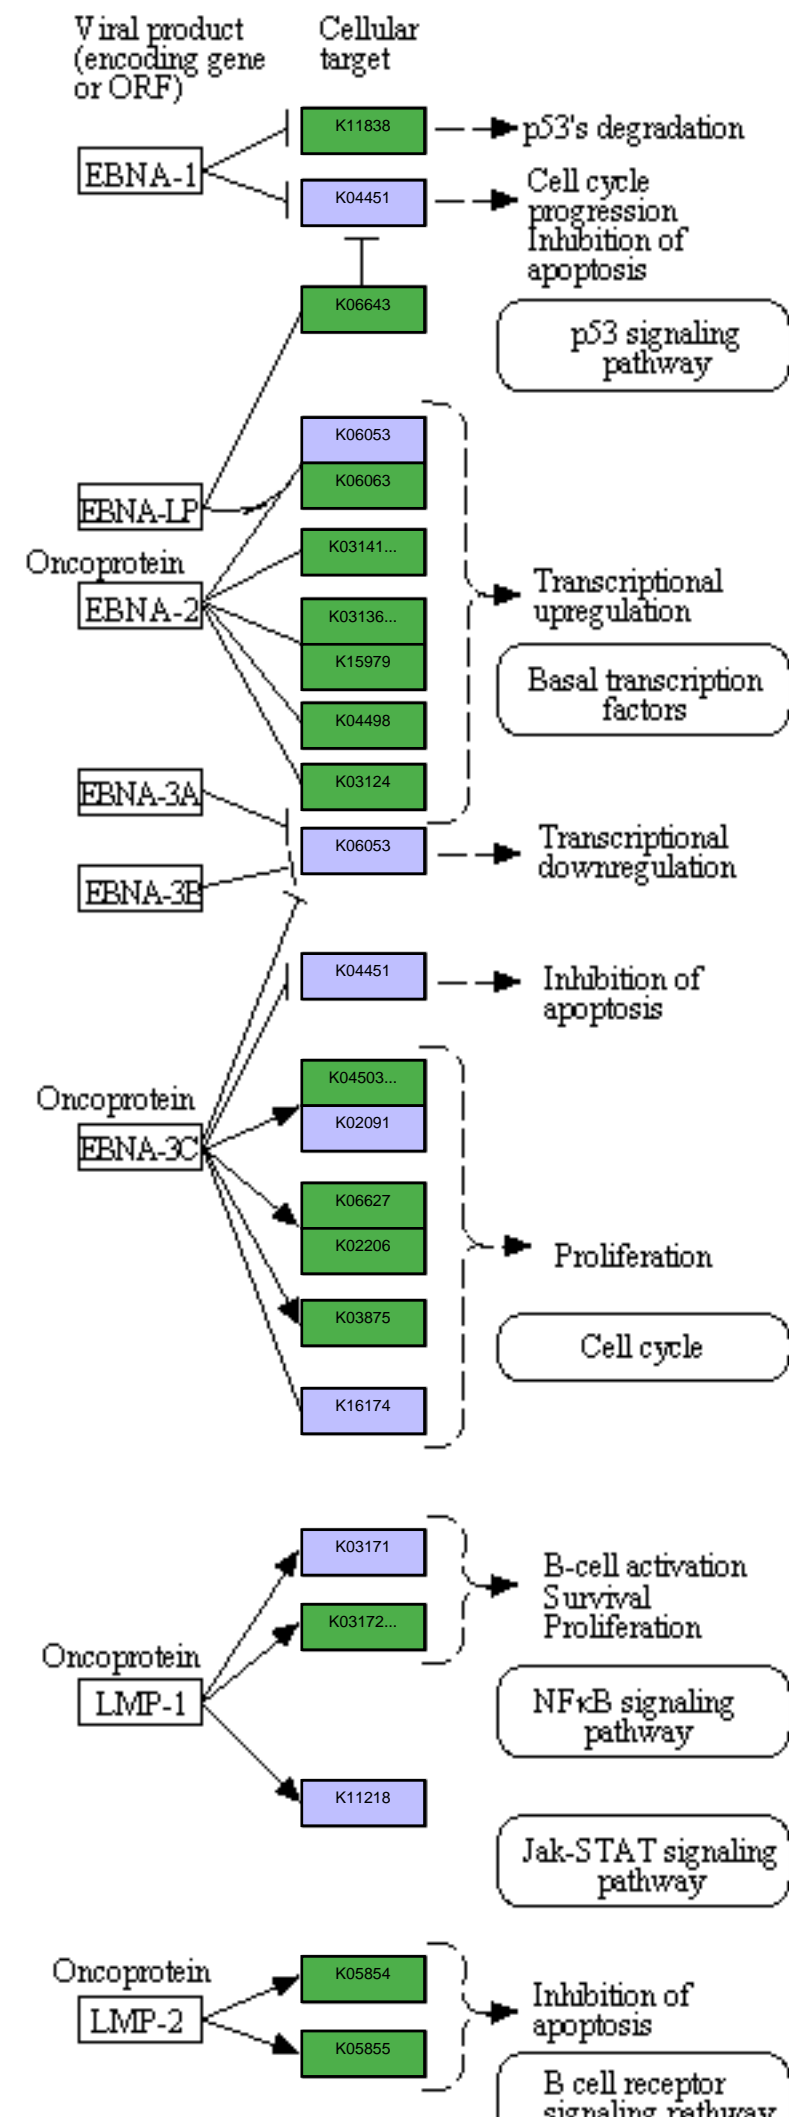 Viral product
(encoding gene
or ORF)
Cellular
target
K11838
p53's degradation
EBNA-1
K04451
Cell cycle
progression
Inhibition of
apoptosis
K06643
p53 signaling
pathway
K06053
K06063
EBNA-LP
Oncoprotein
EBNA-2
K03141...
K03136...
K15979
K04498
K03124
Transcriptional
upregulation
Basal transcription
factors
EBNA-3A
K06053
Transcriptional
downregulation
EBNA-3B
K04451
Inhibition of
apoptosis
Oncoprotein
EBNA-3C
K04503...
K02091
K06627
K02206
K03875
K16174
Proliferation
Cell cycle
K03171
K03172...
B-cell activation
Survival
Proliferation
Oncoprotein
LMP-1
NFκB signaling
pathway
K11218
Jak-STAT signaling
pathway
Oncoprotein
LMP-2
K05854
K05855
Inhibition of
apoptosis
B cell receptor
signaling pathway